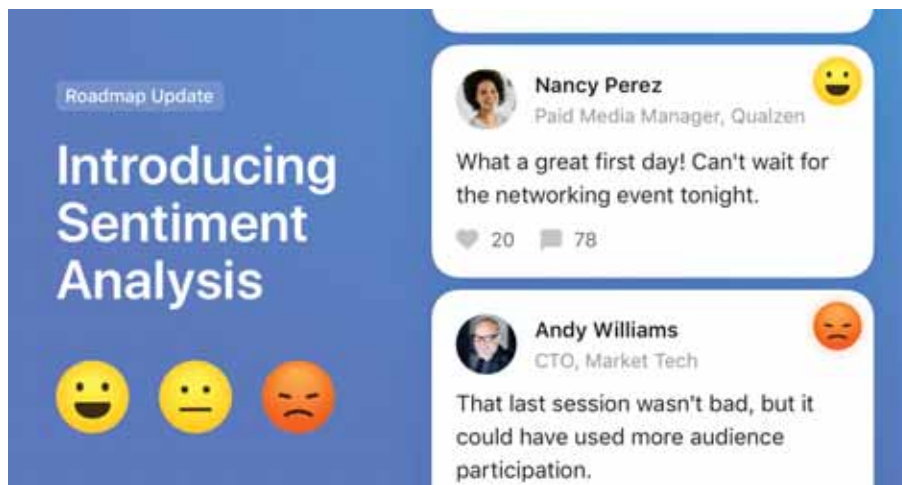 Roadmap Update
Introducing
Sentiment
Analysis
Nancy Perez
Paid Media Manager, Qualzen
What a great first day! Can't wait for
the networking event tonight.
20 78
Andy Williams
CTO, Market Tech
That last session wasn't bad, but it
could have used more audience
participation.